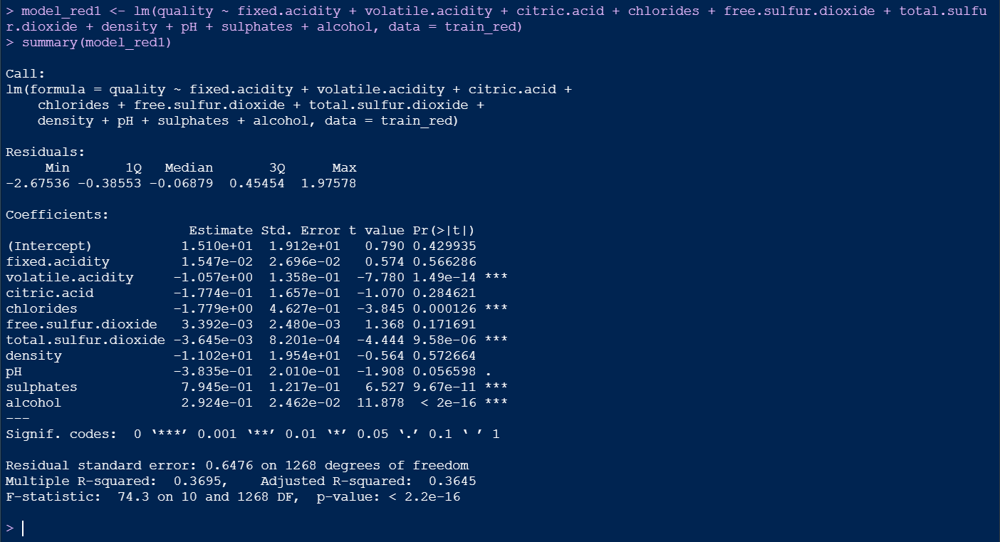 > model_red1 <- lm(quality ~ fixed.acidity + volatile.acidity + citric.acid + chlorides + free.sulfur.dioxide + total.sulfu
r.dioxide + density + pH + sulphates + alcohol, data = train_red)
> summary(model_red1)

Call:
lm(formula = quality ~ fixed.acidity + volatile.acidity + citric.acid +
    chlorides + free.sulfur.dioxide + total.sulfur.dioxide +
    density + pH + sulphates + alcohol, data = train_red)

Residuals:
     Min       1Q   Median       3Q      Max
-2.67536 -0.38553 -0.06879  0.45454  1.97578

Coefficients:
                       Estimate Std. Error t value Pr(>|t|)
(Intercept)           1.510e+01  1.912e+01   0.790 0.429935
fixed.acidity         1.547e-02  2.696e-02   0.574 0.566286
volatile.acidity     -1.057e+00  1.358e-01  -7.780 1.49e-14 ***
citric.acid          -1.774e-01  1.657e-01  -1.070 0.284621
chlorides            -1.779e+00  4.627e-01  -3.845 0.000126 ***
free.sulfur.dioxide   3.392e-03  2.480e-03   1.368 0.171691
total.sulfur.dioxide -3.645e-03  8.201e-04  -4.444 9.58e-06 ***
density              -1.102e+01  1.954e+01  -0.564 0.572664
pH                   -3.835e-01  2.010e-01  -1.908 0.056598 .
sulphates             7.945e-01  1.217e-01   6.527 9.67e-11 ***
alcohol               2.924e-01  2.462e-02  11.878  < 2e-16 ***
---
Signif. codes:  0 ‘***’ 0.001 ‘**’ 0.01 ‘*’ 0.05 ‘.’ 0.1 ‘ ’ 1

Residual standard error: 0.6476 on 1268 degrees of freedom
Multiple R-squared:  0.3695,    Adjusted R-squared:  0.3645
F-statistic:  74.3 on 10 and 1268 DF,  p-value: < 2.2e-16

>